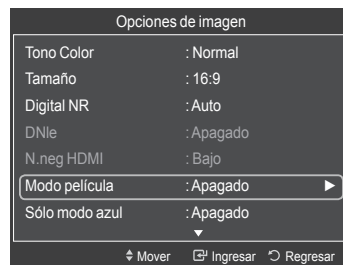 Opciones de imagen
Tono Color : Normal
Tamaño : 16:9
Digital NR : Auto
DNIe : Apagado
N.neg HDMI : Bajo
Modo película : Apagado
Sólo modo azul : Apagado
Mover Ingresar Regresar